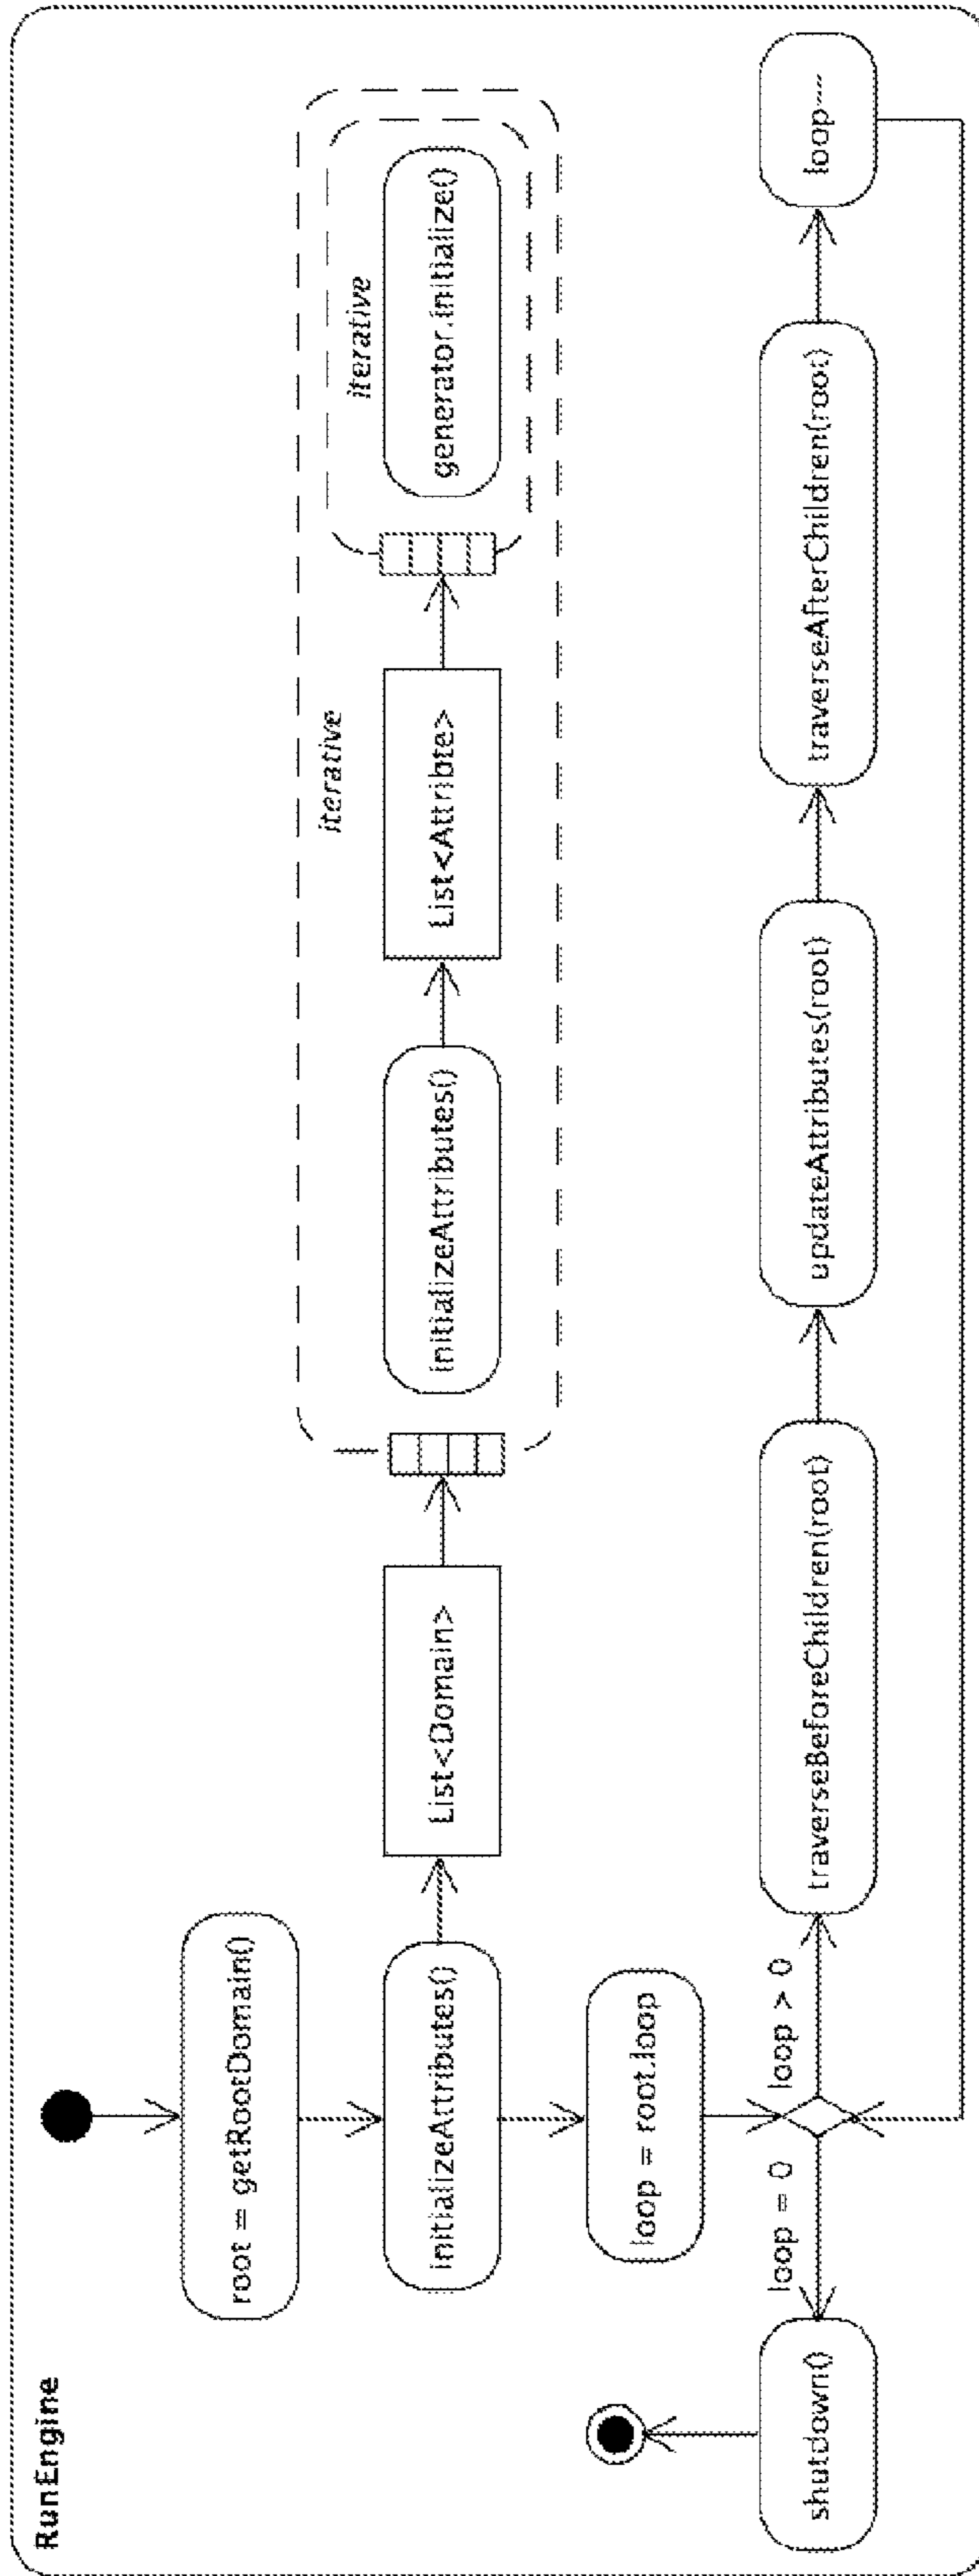 RunEngine
root = getRootDomain()
initializeAttributes()
List<Domain>
iterative
initializeAttributes()
List<Attribte>
iterative
generator.initialize()
loop = root.loop
loop = 0
loop > 0
shutdown()
traverseBeforeChildren(root)
updateAttributes(root)
traverseAfterChildren(root)
loop----